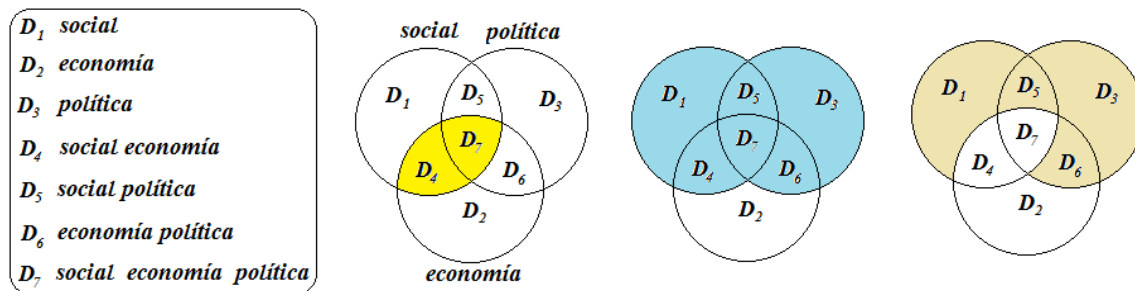 D1 social
D2 economía
D3 política
D4 social economía
D5 social política
D6 economía política
D7 social economía política
social política
D1 D5 D3
D7
D4 D6
D2
economía
D1 D5 D3
D7
D4 D6
D2
D1 D5 D3
D7
D4 D6
D2